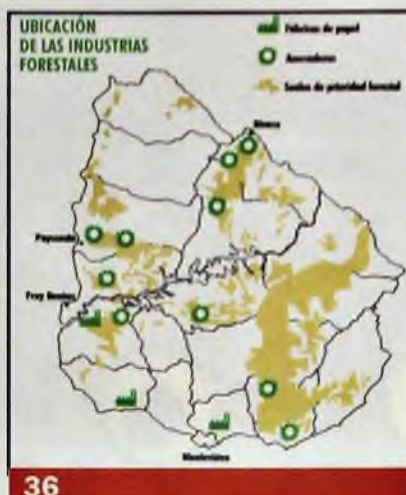 UBICACIÓN
DE LAS INDUSTRIAS
FORESTALES
Fábricas de papel
Aserraderos
Suelos de prioridad forestal
Rivera
Paysandú
Fray Bentos
Montevideo
36